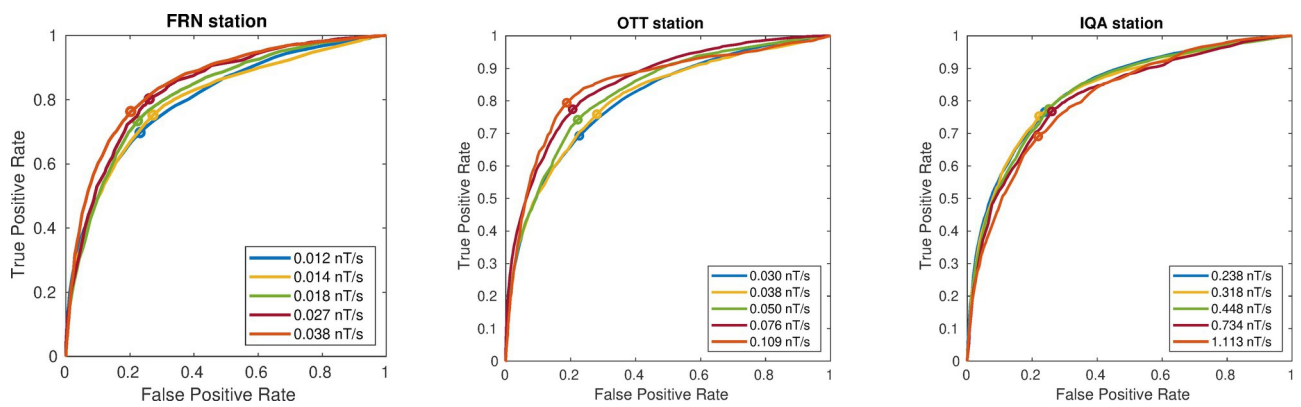 FRN station
1
0.8
0.6
0.4
0.2
0
True Positive Rate
0 0.2 0.4 0.6 0.8 1
False Positive Rate
0.012 nT/s
0.014 nT/s
0.018 nT/s
0.027 nT/s
0.038 nT/s
OTT station
1
0.9
0.8
0.7
0.6
0.5
0.4
0.3
0.2
0.1
0
True Positive Rate
0 0.2 0.4 0.6 0.8 1
False Positive Rate
0.030 nT/s
0.038 nT/s
0.050 nT/s
0.076 nT/s
0.109 nT/s
IQA station
1
0.9
0.8
0.7
0.6
0.5
0.4
0.3
0.2
0.1
0
True Positive Rate
0 0.2 0.4 0.6 0.8 1
False Positive Rate
0.238 nT/s
0.318 nT/s
0.448 nT/s
0.734 nT/s
1.113 nT/s